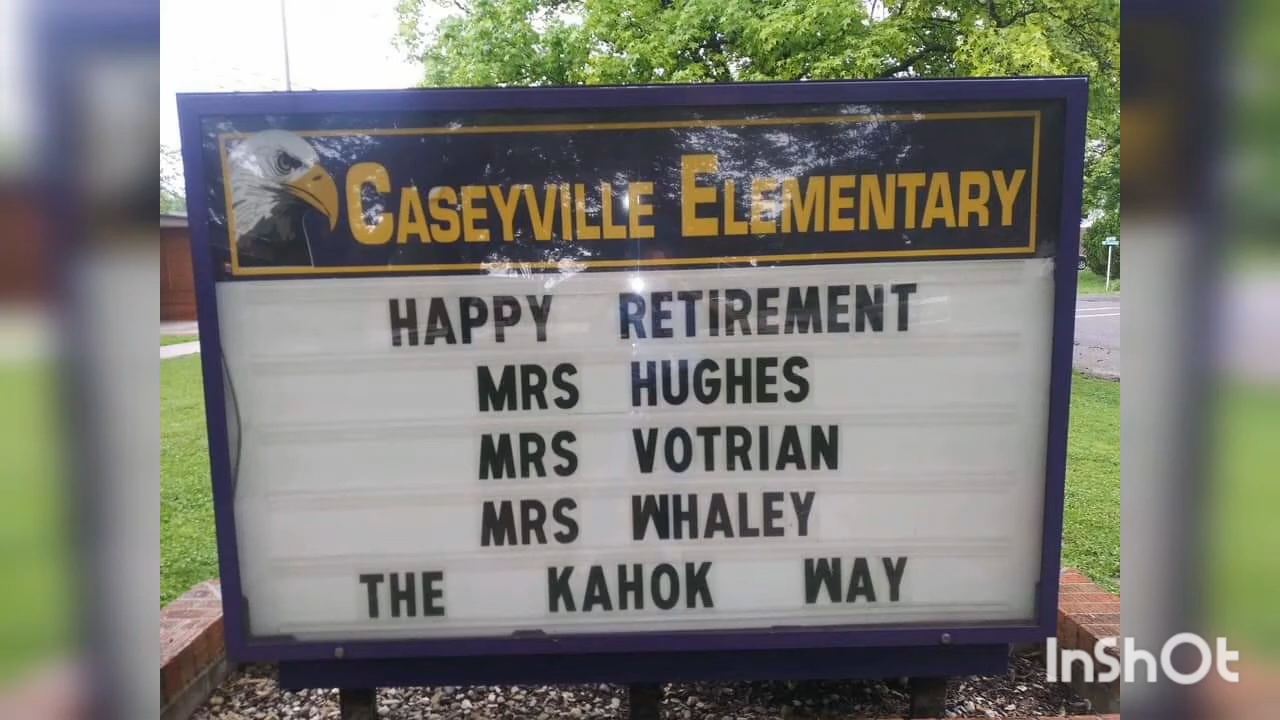 Caseyville Elementary
HAPPY RETIREMENT
MRS HUGHES
MRS VOTRIAN
MRS WHALEY
THE KAHOK WAY
InShOt